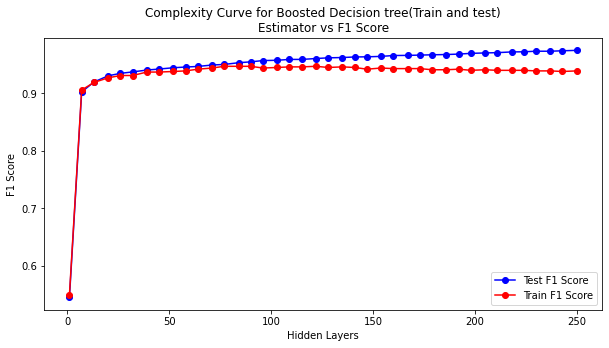 Complexity Curve for Boosted Decision tree(Train and test)
Estimator vs F1 Score
F1 Score
0.9
0.8
0.7
0.6
0
50
100
150
200
250
Hidden Layers
Test F1 Score
Train F1 Score